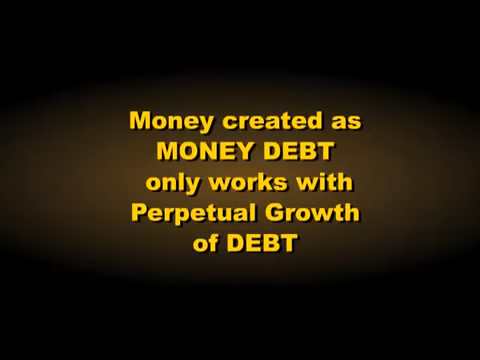 Money created as
MONEY DEBT
only works with
Perpetual Growth
of DEBT